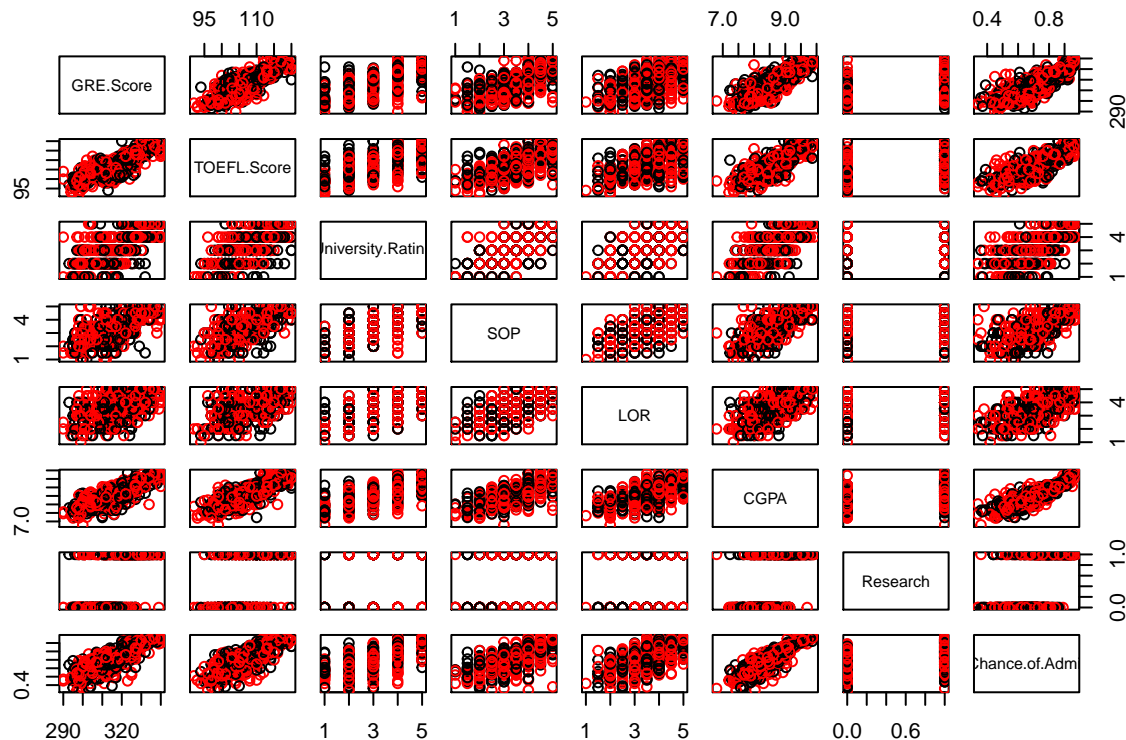 95 110
1 3 5
7.0 9.0
0.4 0.8
GRE.Score
290
95
TOEFL.Score
University.Ratin
1 4
1 4
SOP
LOR
1 4
7.0
CGPA
Research
0.0 1.0
0.4
Chance.of.Adm
290 320
1 3 5
1 3 5
0.0 0.6